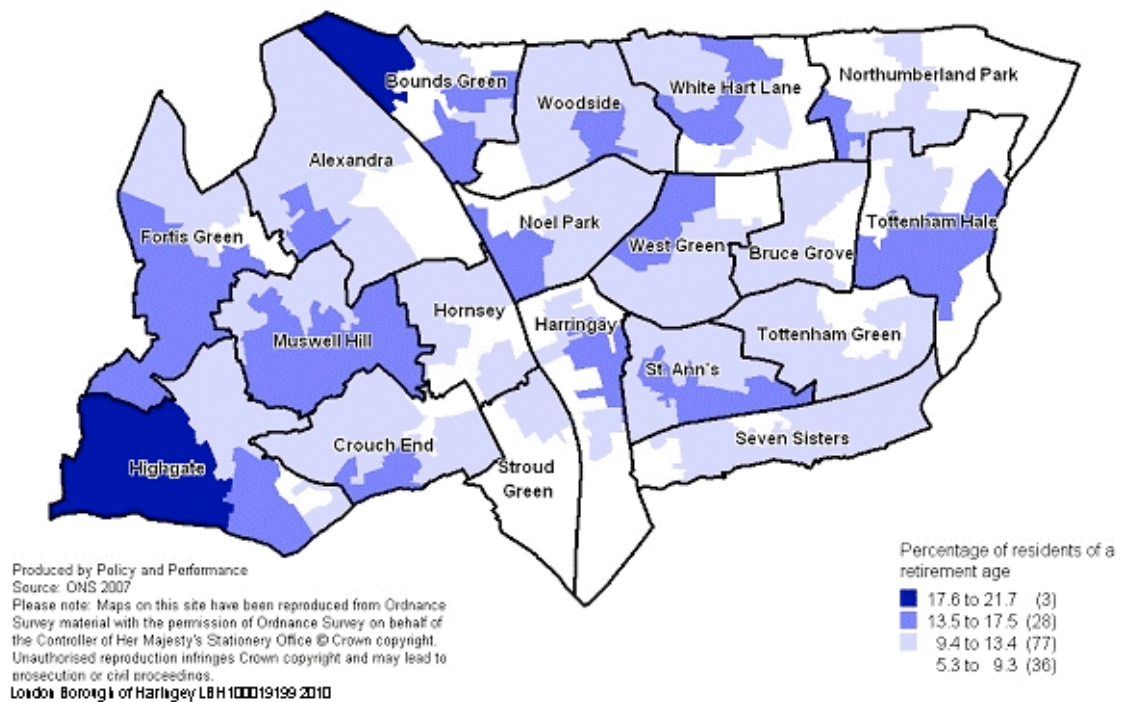 Bounds Green
White Hart Lane
Northumberland Park
Woodside
Alexandra
Noel Park
Tottenham Hale
Fortis Green
West Green
Bruce Grove
Hornsey
Harringay
Tottenham Green
Muswell Hill
St. Ann's
Crouch End
Seven Sisters
Highgate
Stroud
Green
Produced by Policy and Performance
Source: ONS 2007
Please note: Maps on this site have been reproduced from Ordnance
Survey material with the permission of Ordnance Survey on behalf of
the Controller of Her Majesty's Stationery Office © Crown copyright.
Unauthorised reproduction infringes Crown copyright and may lead to
prosecution or civil proceedings.
London Borough of Haringey LBH 100019199 2010
Percentage of residents of a
retirement age
17.6 to 21.7 (3)
13.5 to 17.5 (28)
9.4 to 13.4 (77)
5.3 to 9.3 (36)